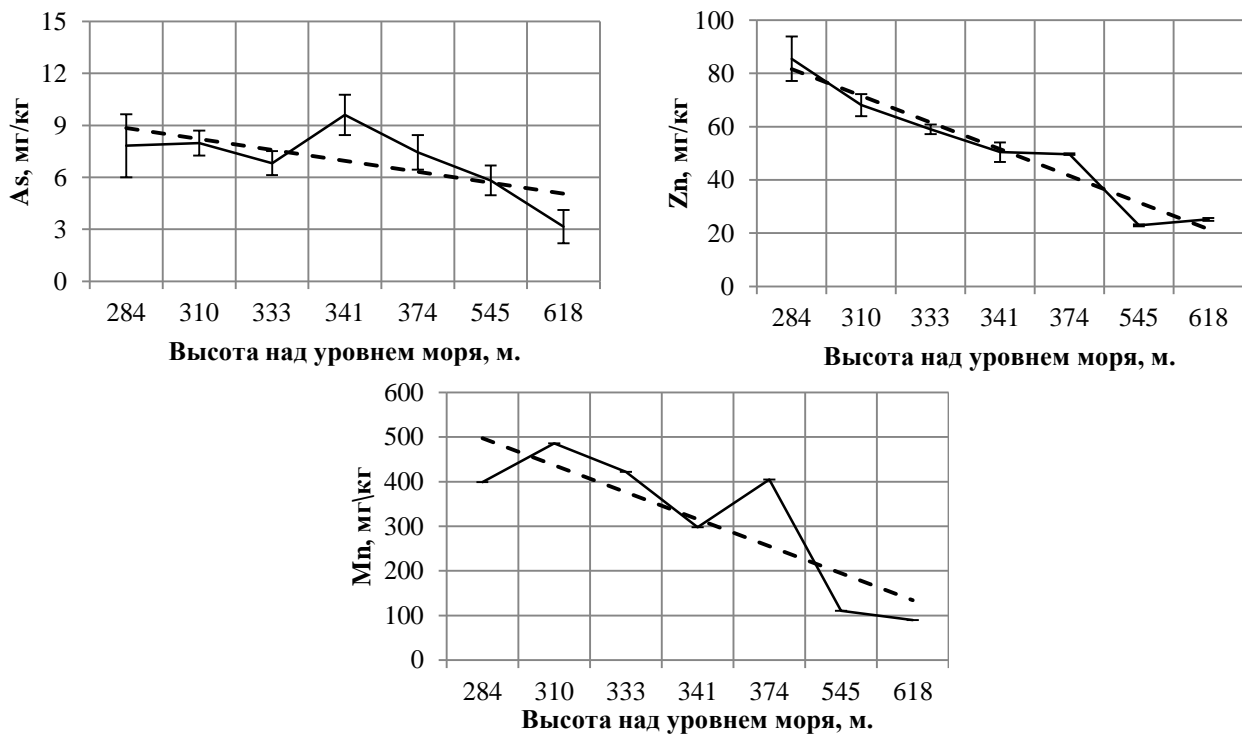 As, мг/кг
15
12
9
6
3
0
284 310 333 341 374 545 618
Высота над уровнем моря, м.
Zn, мг/кг
100
80
60
40
20
0
284 310 333 341 374 545 618
Высота над уровнем моря, м.
Mn, мг\кг
600
500
400
300
200
100
0
284 310 333 341 374 545 618
Высота над уровнем моря, м.